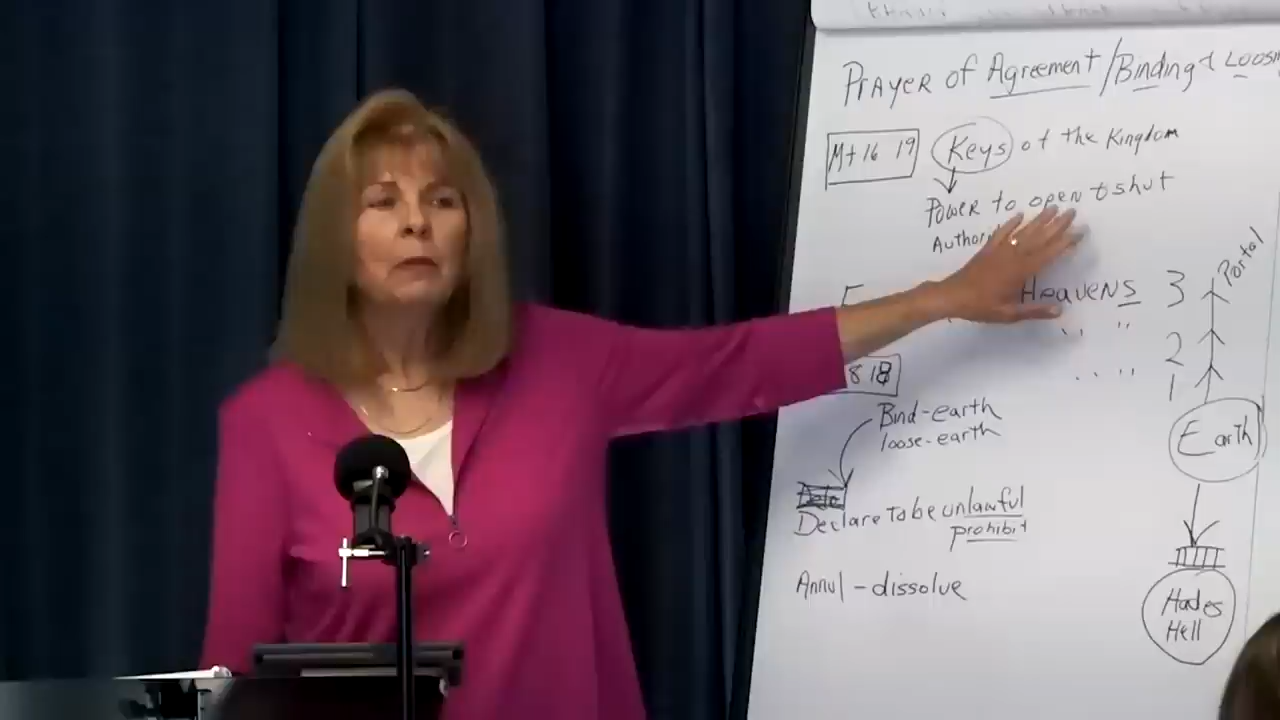 Prayer of Agreement / Binding & Loosin
Mt 16 19
Keys of the Kingdom
Power to open & shut
Heavens 3
" " 2
" " 1
Portal
8 18
Bind-earth
loose-earth
Earth
Declare to be unlawful
prohibit
Annul - dissolve
Hades
Hell